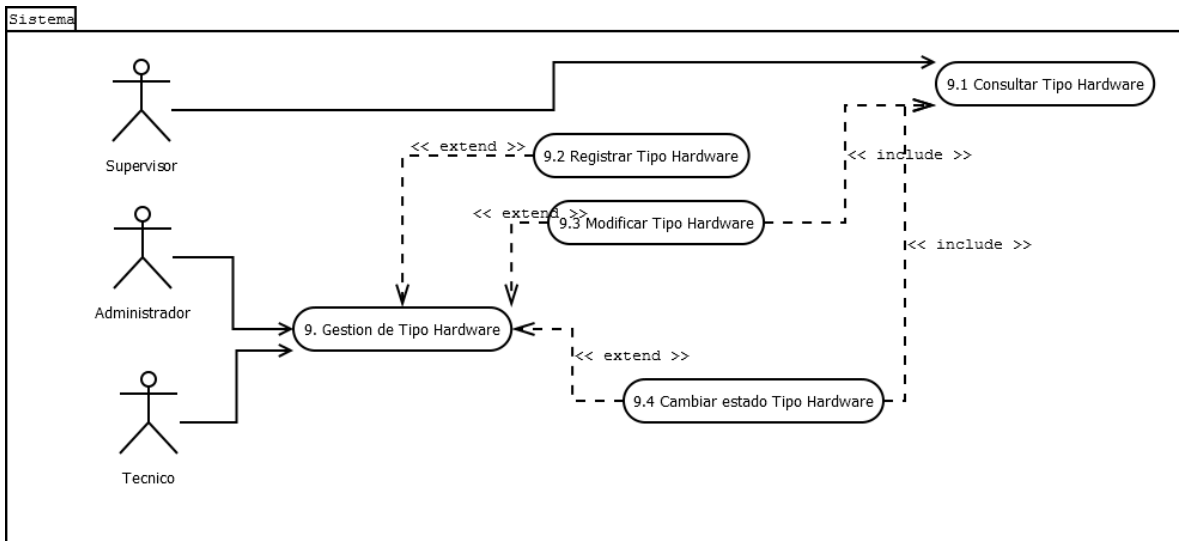 Sistema
9.1 Consultar Tipo Hardware
<< extend >>
9.2 Registrar Tipo Hardware
<< include >>
Supervisor
<< extend >>
9.3 Modificar Tipo Hardware
<< include >>
Administrador
9. Gestion de Tipo Hardware
<< extend >>
9.4 Cambiar estado Tipo Hardware
Tecnico